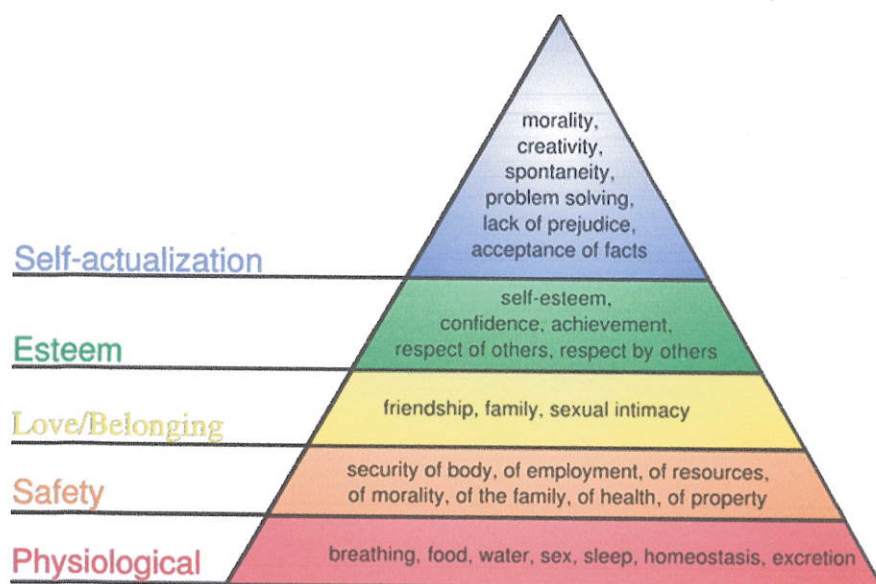 morality,
creativity,
spontaneity,
problem solving,
lack of prejudice,
acceptance of facts
Self-actualization
self-esteem,
confidence, achievement,
respect of others, respect by others
Esteem
friendship, family, sexual intimacy
Love/Belonging
security of body, of employment, of resources,
of morality, of the family, of health, of property
Safety
breathing, food, water, sex, sleep, homeostasis, excretion
Physiological